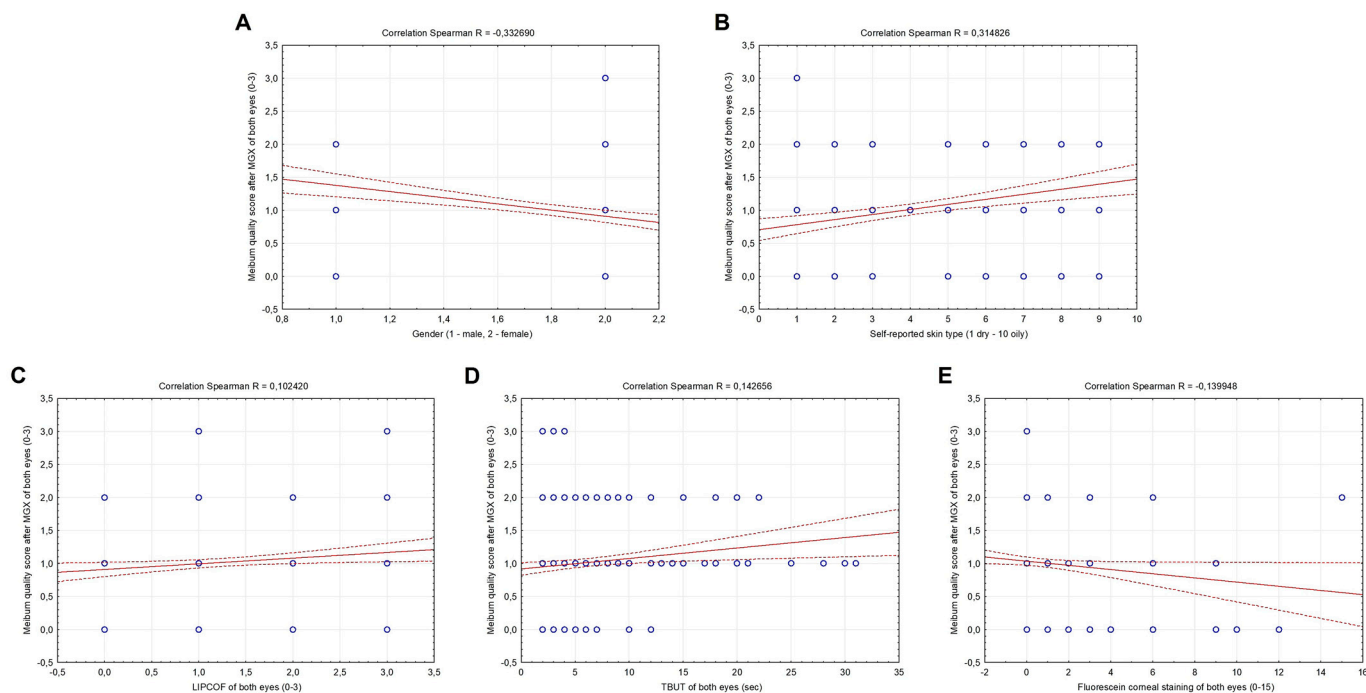 A
Correlation Spearman R = -0,332690
Meibum quality score after MGX of both eyes (0-3)
3,5
3,0
2,5
2,0
1,5
1,0
0,5
0,0
-0,5
0,8 1,0 1,2 1,4 1,6 1,8 2,0 2,2
Gender (1 - male, 2 - female)
B
Correlation Spearman R = 0,314826
Meibum quality score after MGX of both eyes (0-3)
3,5
3,0
2,5
2,0
1,5
1,0
0,5
0,0
-0,5
0 1 2 3 4 5 6 7 8 9 10
Self-reported skin type (1 dry - 10 oily)
C
Correlation Spearman R = 0,102420
Meibum quality score after MGX of both eyes (0-3)
3,5
3,0
2,5
2,0
1,5
1,0
0,5
0,0
-0,5
-0,5 0,0 0,5 1,0 1,5 2,0 2,5 3,0 3,5
LIPCOF of both eyes (0-3)
D
Correlation Spearman R = 0,142656
Meibum quality score after MGX of both eyes (0-3)
3,5
3,0
2,5
2,0
1,5
1,0
0,5
0,0
-0,5
0 5 10 15 20 25 30 35
TBUT of both eyes (sec)
E
Correlation Spearman R = -0,139948
Meibum quality score after MGX of both eyes (0-3)
3,5
3,0
2,5
2,0
1,5
1,0
0,5
0,0
-0,5
-2 0 2 4 6 8 10 12 14 16
Fluorescein corneal staining of both eyes (0-15)